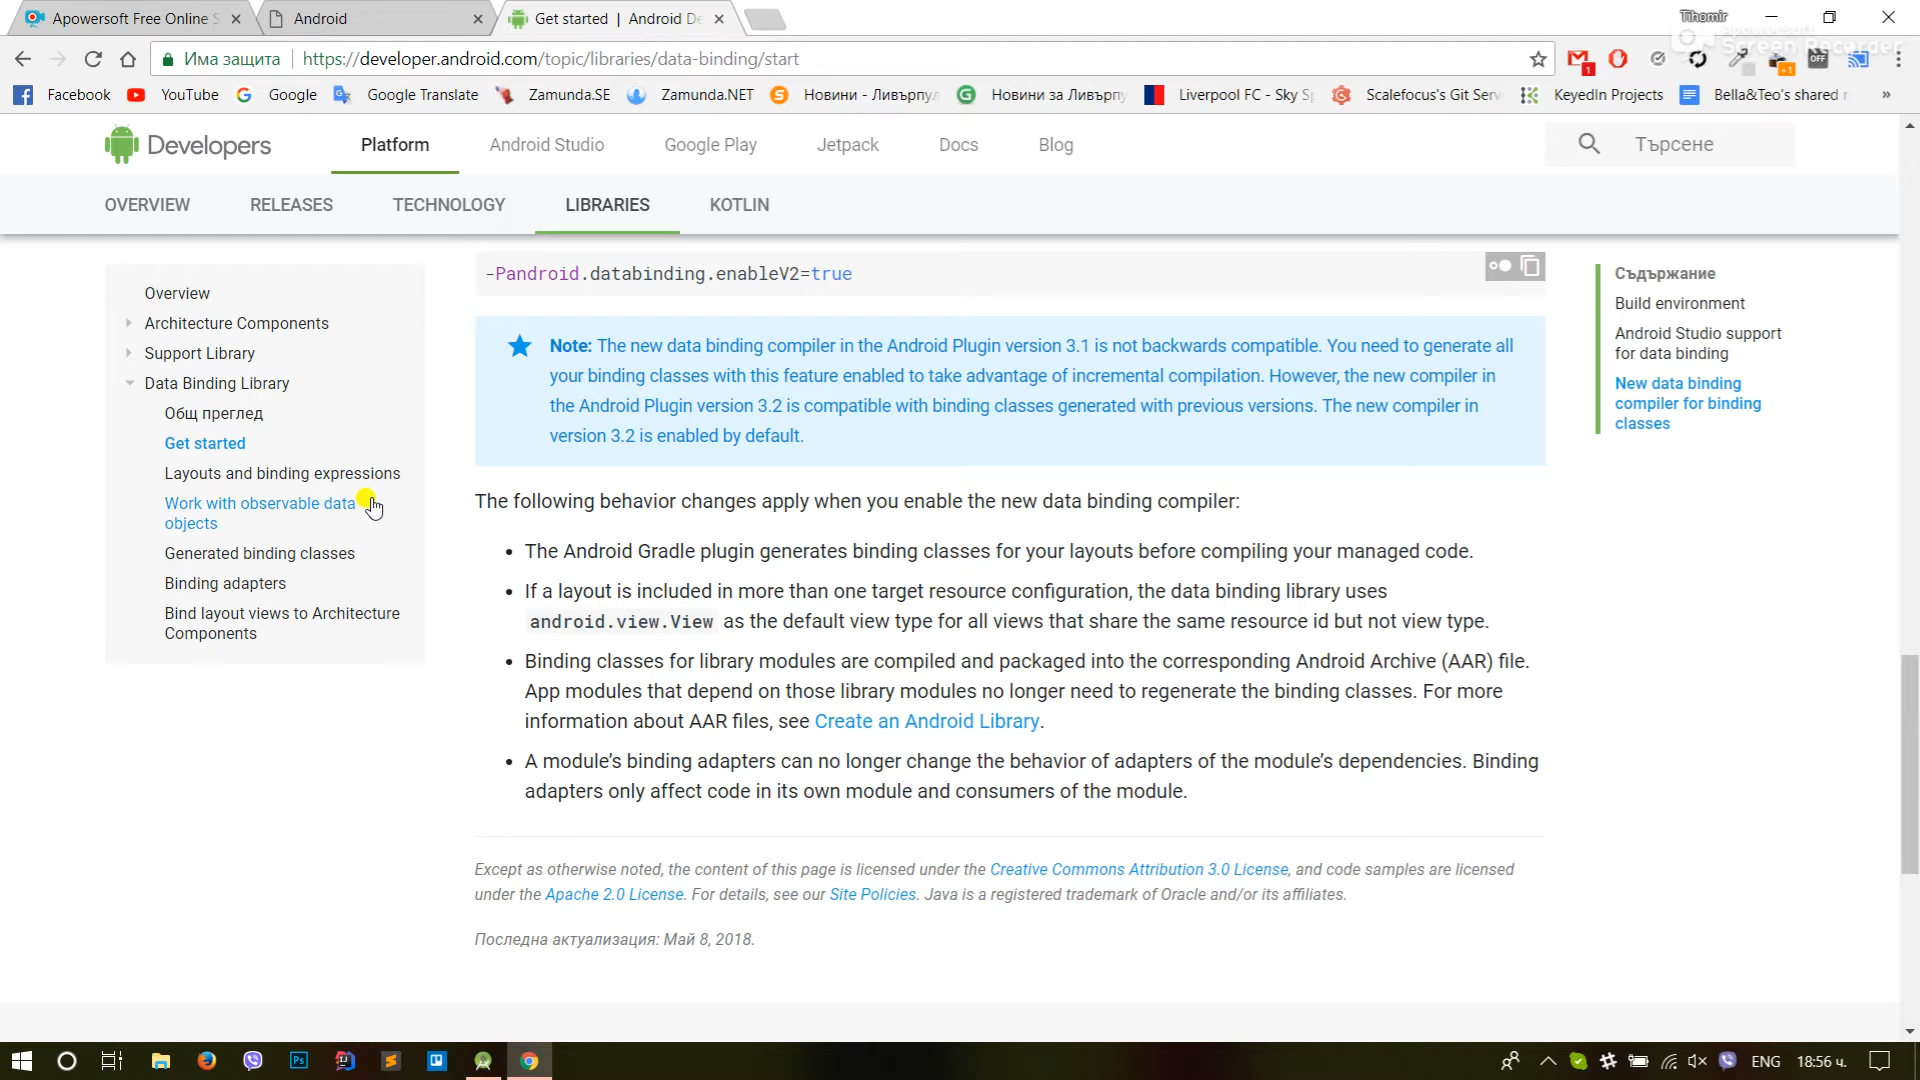 Apowersoft Free Online S
Android
Get started | Android De
Tihomir
Има защита
https://developer.android.com/topic/libraries/data-binding/start
Screen Recorder
1
OFF
+1
Facebook
YouTube
Google
Google Translate
Zamunda.SE
Zamunda.NET
Новини - Ливърпул
Новини за Ливърпу
Liverpool FC - Sky Sp
Scalefocus's Git Serv
KeyedIn Projects
Bella&Teo's shared
»
Developers
Platform
Android Studio
Google Play
Jetpack
Docs
Blog
Търсене
OVERVIEW
RELEASES
TECHNOLOGY
LIBRARIES
KOTLIN
Overview
Architecture Components
Support Library
Data Binding Library
Общ преглед
Get started
Layouts and binding expressions
Work with observable data
objects
Generated binding classes
Binding adapters
Bind layout views to Architecture
Components
-Pandroid.databinding.enableV2=true
Note: The new data binding compiler in the Android Plugin version 3.1 is not backwards compatible. You need to generate all
your binding classes with this feature enabled to take advantage of incremental compilation. However, the new compiler in
the Android Plugin version 3.2 is compatible with binding classes generated with previous versions. The new compiler in
version 3.2 is enabled by default.
The following behavior changes apply when you enable the new data binding compiler:
• The Android Gradle plugin generates binding classes for your layouts before compiling your managed code.
• If a layout is included in more than one target resource configuration, the data binding library uses
android.view.View as the default view type for all views that share the same resource id but not view type.
• Binding classes for library modules are compiled and packaged into the corresponding Android Archive (AAR) file.
App modules that depend on those library modules no longer need to regenerate the binding classes. For more
information about AAR files, see Create an Android Library.
• A module’s binding adapters can no longer change the behavior of adapters of the module’s dependencies. Binding
adapters only affect code in its own module and consumers of the module.
Except as otherwise noted, the content of this page is licensed under the Creative Commons Attribution 3.0 License, and code samples are licensed
under the Apache 2.0 License. For details, see our Site Policies. Java is a registered trademark of Oracle and/or its affiliates.
Последна актуализация: Май 8, 2018.
Съдържание
Build environment
Android Studio support
for data binding
New data binding
compiler for binding
classes
Ps
ENG
18:56 ч.